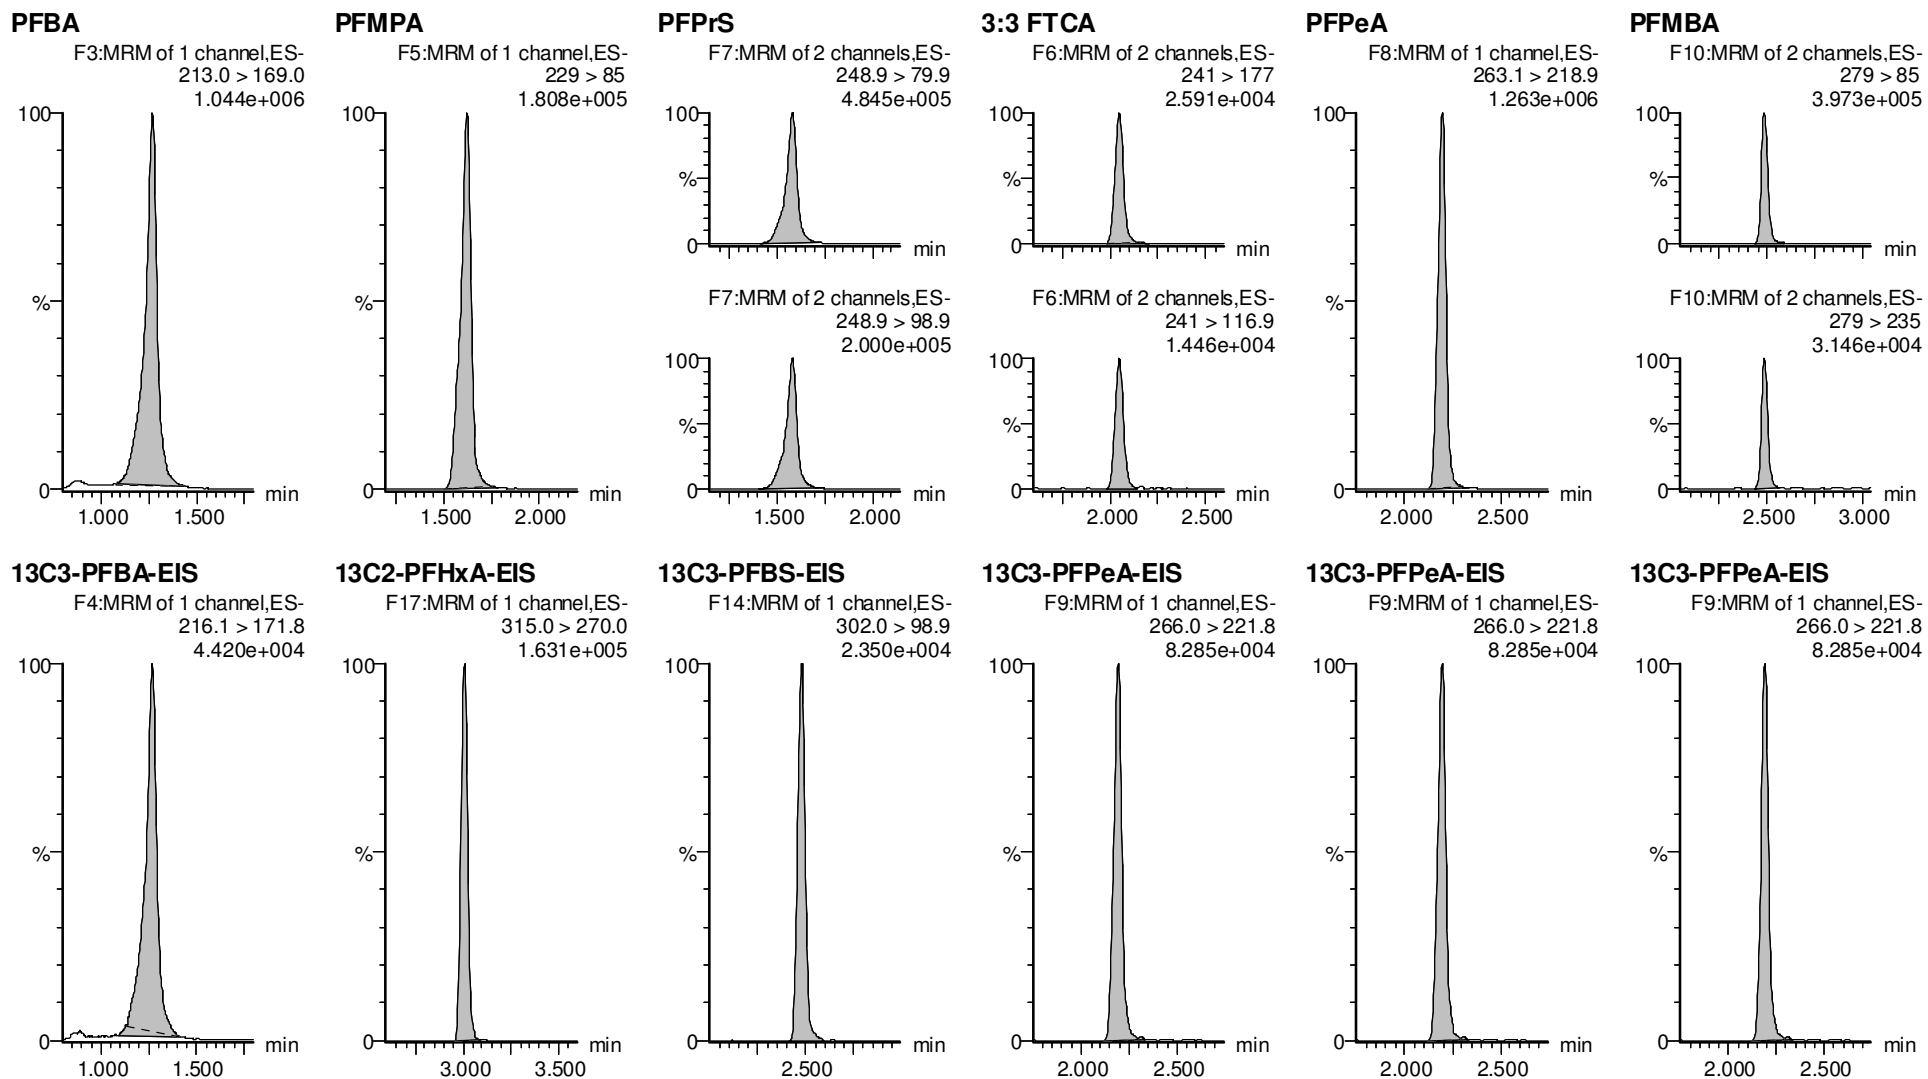 PFBA
F3:MRM of 1 channel,ES-
213.0 > 169.0
1.044e+006
100
%
0
min
1.000 1.500
PFMPA
F5:MRM of 1 channel,ES-
229 > 85
1.808e+005
100
%
0
min
1.500 2.000
PFPrS
F7:MRM of 2 channels,ES-
248.9 > 79.9
4.845e+005
100
%
0
min
F7:MRM of 2 channels,ES-
248.9 > 98.9
2.000e+005
100
%
0
min
1.500 2.000
3:3 FTCA
F6:MRM of 2 channels,ES-
241 > 177
2.591e+004
100
%
0
min
F6:MRM of 2 channels,ES-
241 > 116.9
1.446e+004
100
%
0
min
2.000 2.500
PFPeA
F8:MRM of 1 channel,ES-
263.1 > 218.9
1.263e+006
100
%
0
min
2.000 2.500
PFMBA
F10:MRM of 2 channels,ES-
279 > 85
3.973e+005
100
%
0
min
F10:MRM of 2 channels,ES-
279 > 235
3.146e+004
100
%
0
min
2.500 3.000
13C3-PFBA-EIS
F4:MRM of 1 channel,ES-
216.1 > 171.8
4.420e+004
100
%
0
min
1.000 1.500
13C2-PFHxA-EIS
F17:MRM of 1 channel,ES-
315.0 > 270.0
1.631e+005
100
%
0
min
3.000 3.500
13C3-PFBS-EIS
F14:MRM of 1 channel,ES-
302.0 > 98.9
2.350e+004
100
%
0
min
2.500
13C3-PFPeA-EIS
F9:MRM of 1 channel,ES-
266.0 > 221.8
8.285e+004
100
%
0
min
2.000 2.500
13C3-PFPeA-EIS
F9:MRM of 1 channel,ES-
266.0 > 221.8
8.285e+004
100
%
0
min
2.000 2.500
13C3-PFPeA-EIS
F9:MRM of 1 channel,ES-
266.0 > 221.8
8.285e+004
100
%
0
min
2.000 2.500